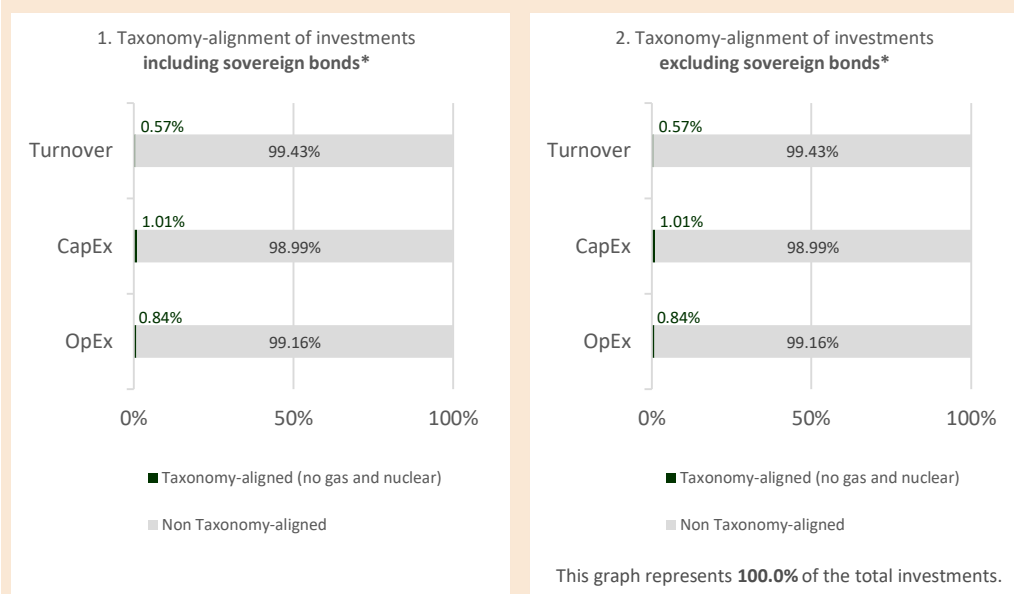 1. Taxonomy-alignment of investments
including sovereign bonds*
0.57%
Turnover
99.43%
1.01%
CapEx
98.99%
0.84%
OpEx
99.16%
0%
50%
100%
Taxonomy-aligned (no gas and nuclear)
Non Taxonomy-aligned
2. Taxonomy-alignment of investments
excluding sovereign bonds*
0.57%
Turnover
99.43%
1.01%
CapEx
98.99%
0.84%
OpEx
99.16%
0%
50%
100%
Taxonomy-aligned (no gas and nuclear)
Non Taxonomy-aligned
This graph represents 100.0% of the total investments.